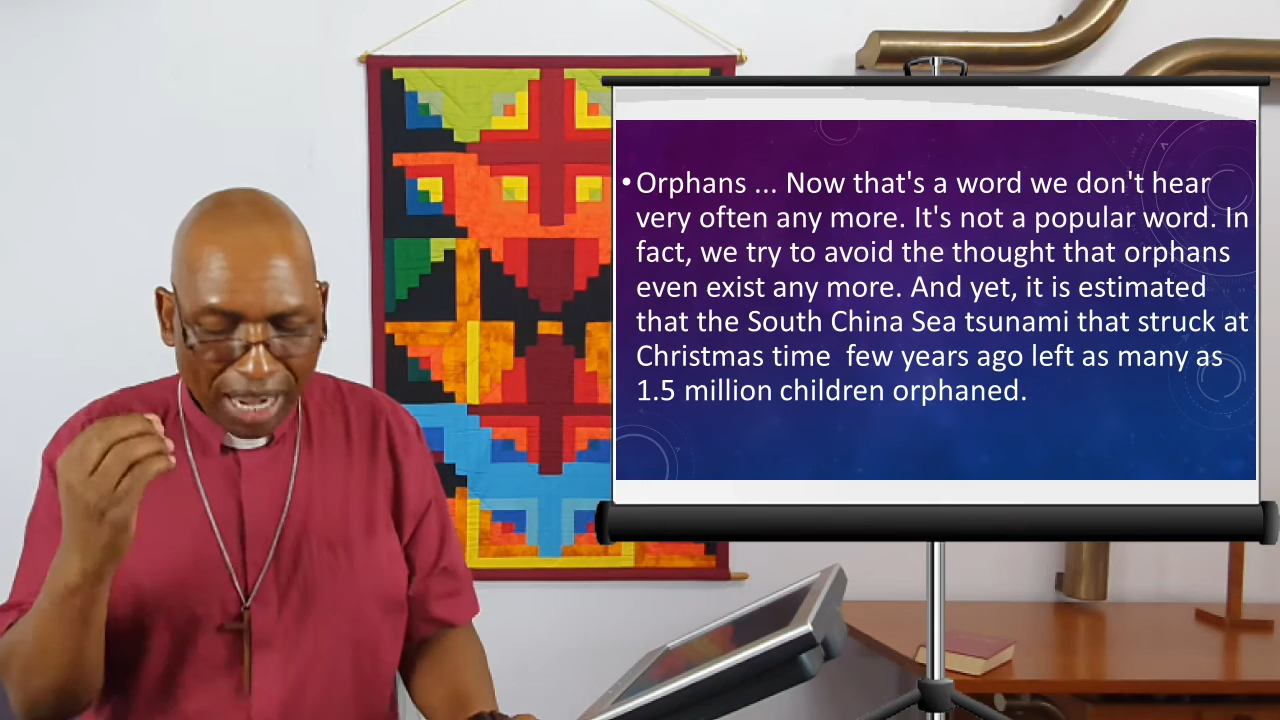 •Orphans ... Now that's a word we don't hear
very often any more. It's not a popular word. In
fact, we try to avoid the thought that orphans
even exist any more. And yet, it is estimated
that the South China Sea tsunami that struck at
Christmas time  few years ago left as many as
1.5 million children orphaned.